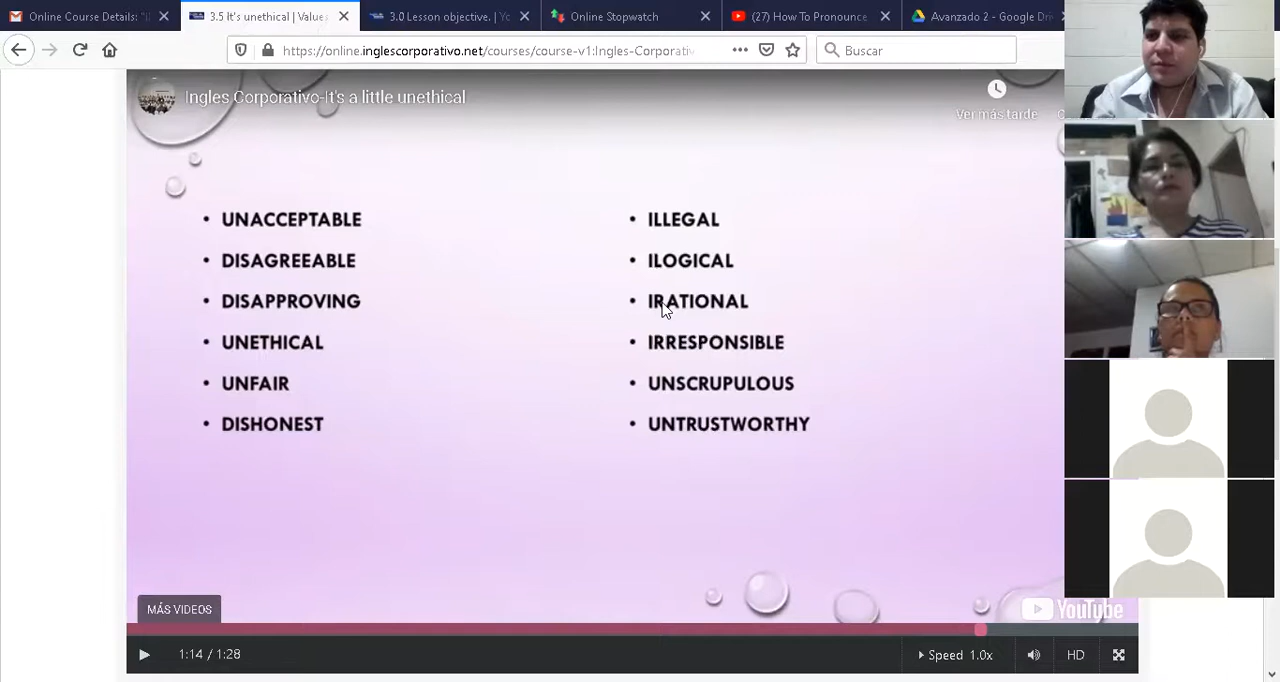 Online Course Details: "I
3.5 It's unethical | Values
3.0 Lesson objective. | Yo
Online Stopwatch
(27) How To Pronounce
Avanzado 2 - Google Dri
https://online.inglescorporativo.net/courses/course-v1:Ingles-Corporativ
Buscar
Ingles Corporativo-It's a little unethical
Ver más tarde
• UNACCEPTABLE
• DISAGREEABLE
• DISAPPROVING
• UNETHICAL
• UNFAIR
• DISHONEST
• ILLEGAL
• ILOGICAL
• IRATIONAL
• IRRESPONSIBLE
• UNSCRUPULOUS
• UNTRUSTWORTHY
MÁS VIDEOS
YouTube
1:14 / 1:28
Speed 1.0x
HD